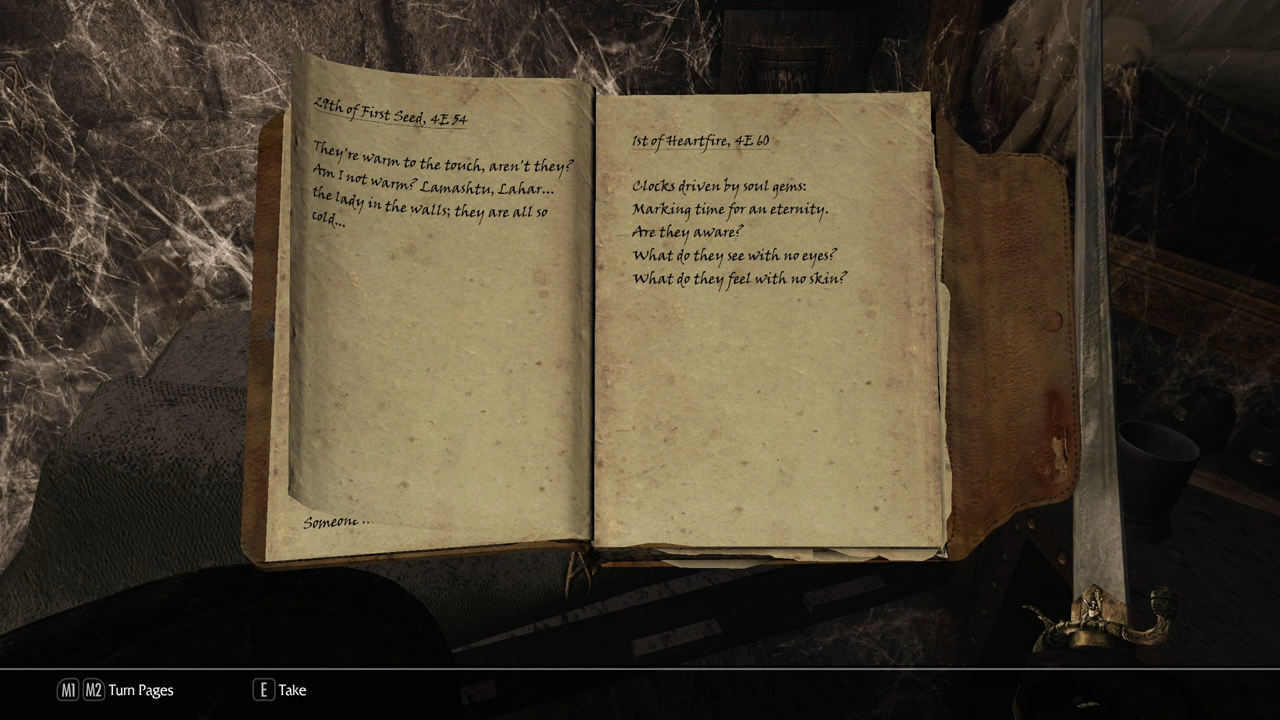 29th of First Seed, 4E 54
They're warm to the touch, aren't they?
Am I not warm? Lamashtu, Lahar...
the lady in the walls; they are all so
cold...
Someone ..
1st of Heartfire, 4E 60
Clocks driven by soul gems:
Marking time for an eternity.
Are they aware?
What do they see with no eyes?
What do they feel with no skin?
M1 M2 Turn Pages
E Take